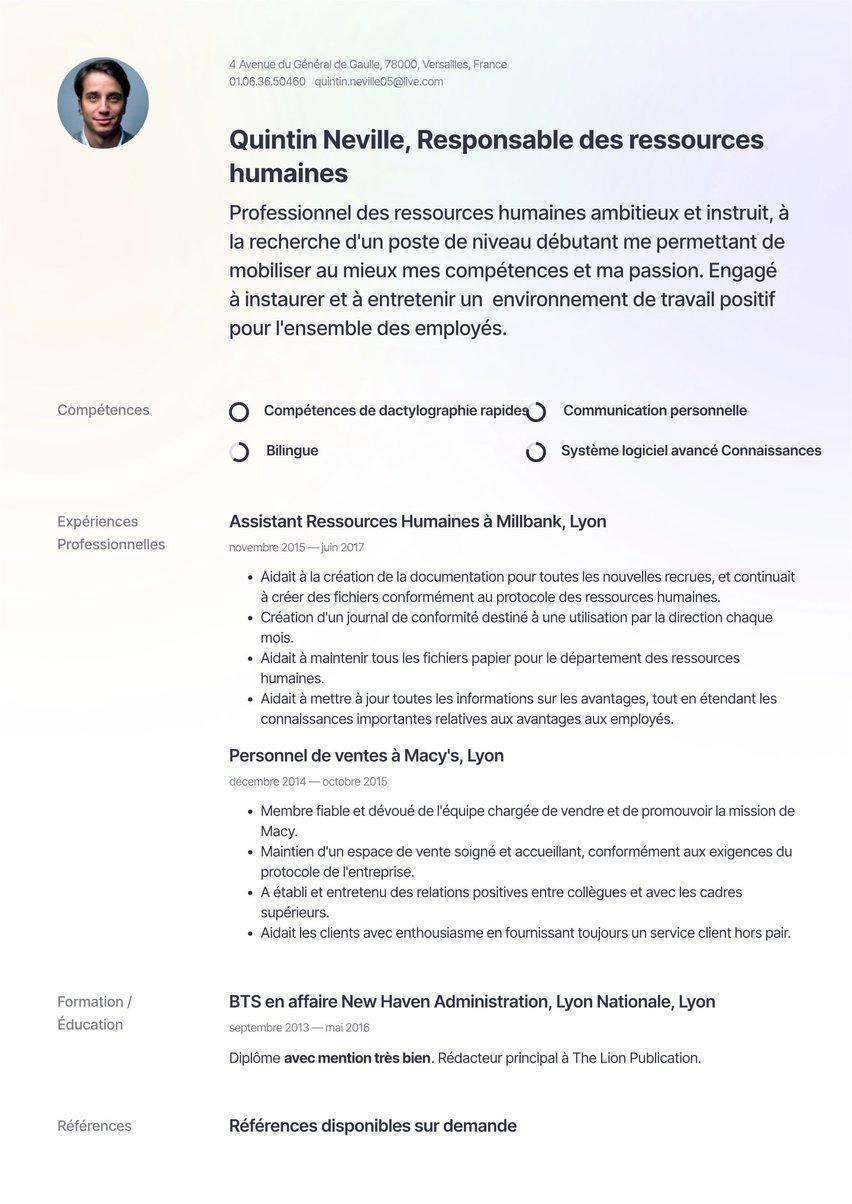 4 Avenue du Général de Gaulle, 78000, Versailles, France
01.06.36.50460 quintin.neville05@live.com
Quintin Neville, Responsable des ressources
humaines
Professionnel des ressources humaines ambitieux et instruit, à
la recherche d'un poste de niveau débutant me permettant de
mobiliser au mieux mes compétences et ma passion. Engagé
à instaurer et à entretenir un  environnement de travail positif
pour l'ensemble des employés.
Compétences
Compétences de dactylographie rapides
Communication personnelle
Bilingue
Système logiciel avancé Connaissances
Expériences
Professionnelles
Assistant Ressources Humaines à Millbank, Lyon
novembre 2015 — juin 2017
• Aidait à la création de la documentation pour toutes les nouvelles recrues, et continuait
à créer des fichiers conformément au protocole des ressources humaines.
• Création d'un journal de conformité destiné à une utilisation par la direction chaque
mois.
• Aidait à maintenir tous les fichiers papier pour le département des ressources
humaines.
• Aidait à mettre à jour toutes les informations sur les avantages, tout en étendant les
connaissances importantes relatives aux avantages aux employés.
Personnel de ventes à Macy's, Lyon
décembre 2014 — octobre 2015
• Membre fiable et dévoué de l'équipe chargée de vendre et de promouvoir la mission de
Macy.
• Maintien d'un espace de vente soigné et accueillant, conformément aux exigences du
protocole de l'entreprise.
• A établi et entretenu des relations positives entre collègues et avec les cadres
supérieurs.
• Aidait les clients avec enthousiasme en fournissant toujours un service client hors pair.
Formation /
Éducation
BTS en affaire New Haven Administration, Lyon Nationale, Lyon
septembre 2013 — mai 2016
Diplôme avec mention très bien. Rédacteur principal à The Lion Publication.
Références
Références disponibles sur demande